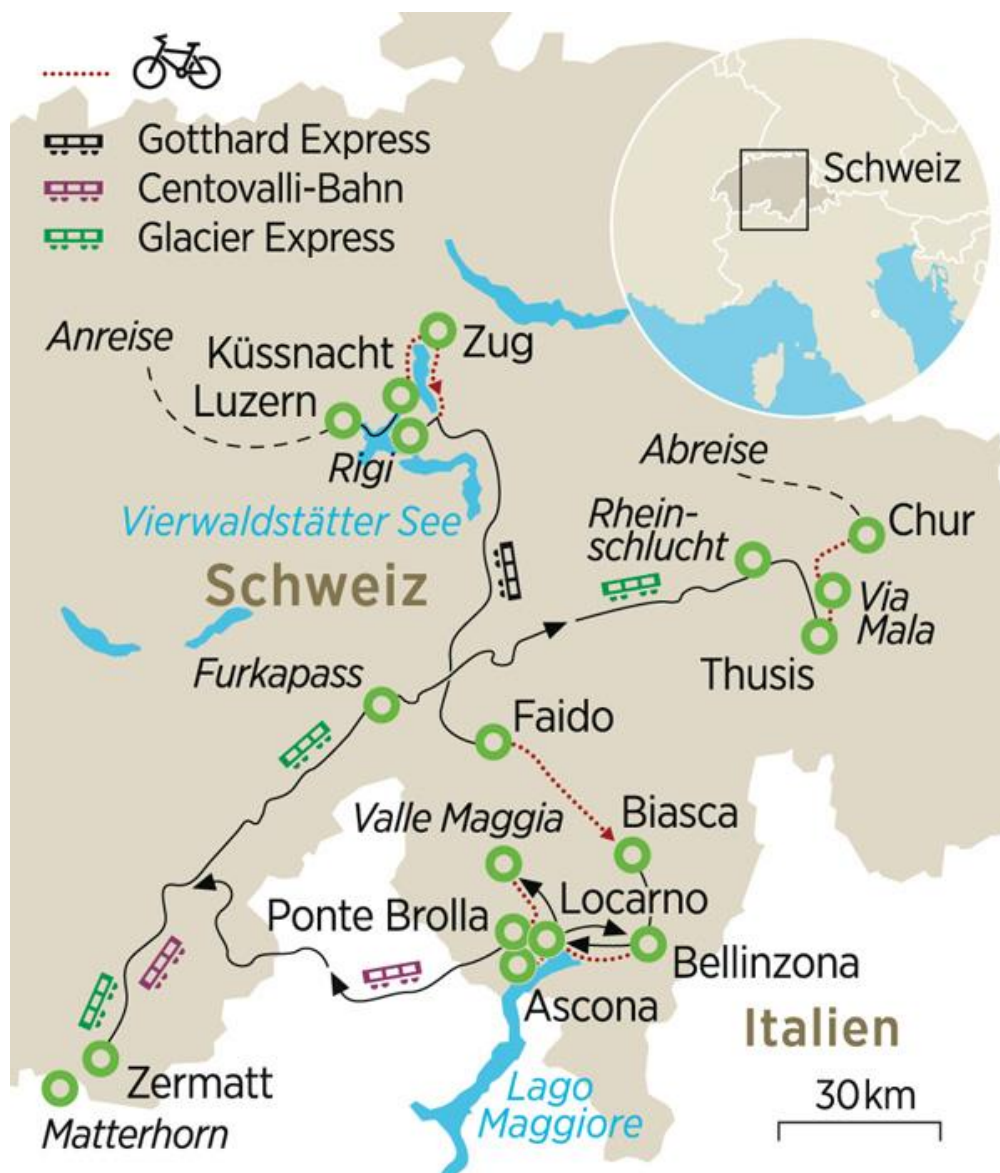 Gotthard Express
Centovalli-Bahn
Glacier Express
Schweiz
Anreise
Küssnacht
Zug
Luzern
Rigi
Vierwaldstätter See
Abreise
Rhein-
schlucht
Chur
Schweiz
Via
Mala
Thusis
Furkapass
Faido
Valle Maggia
Biasca
Ponte Brolla
Locarno
Bellinzona
Ascona
Italien
Zermatt
Matterhorn
Lago
Maggiore
30 km